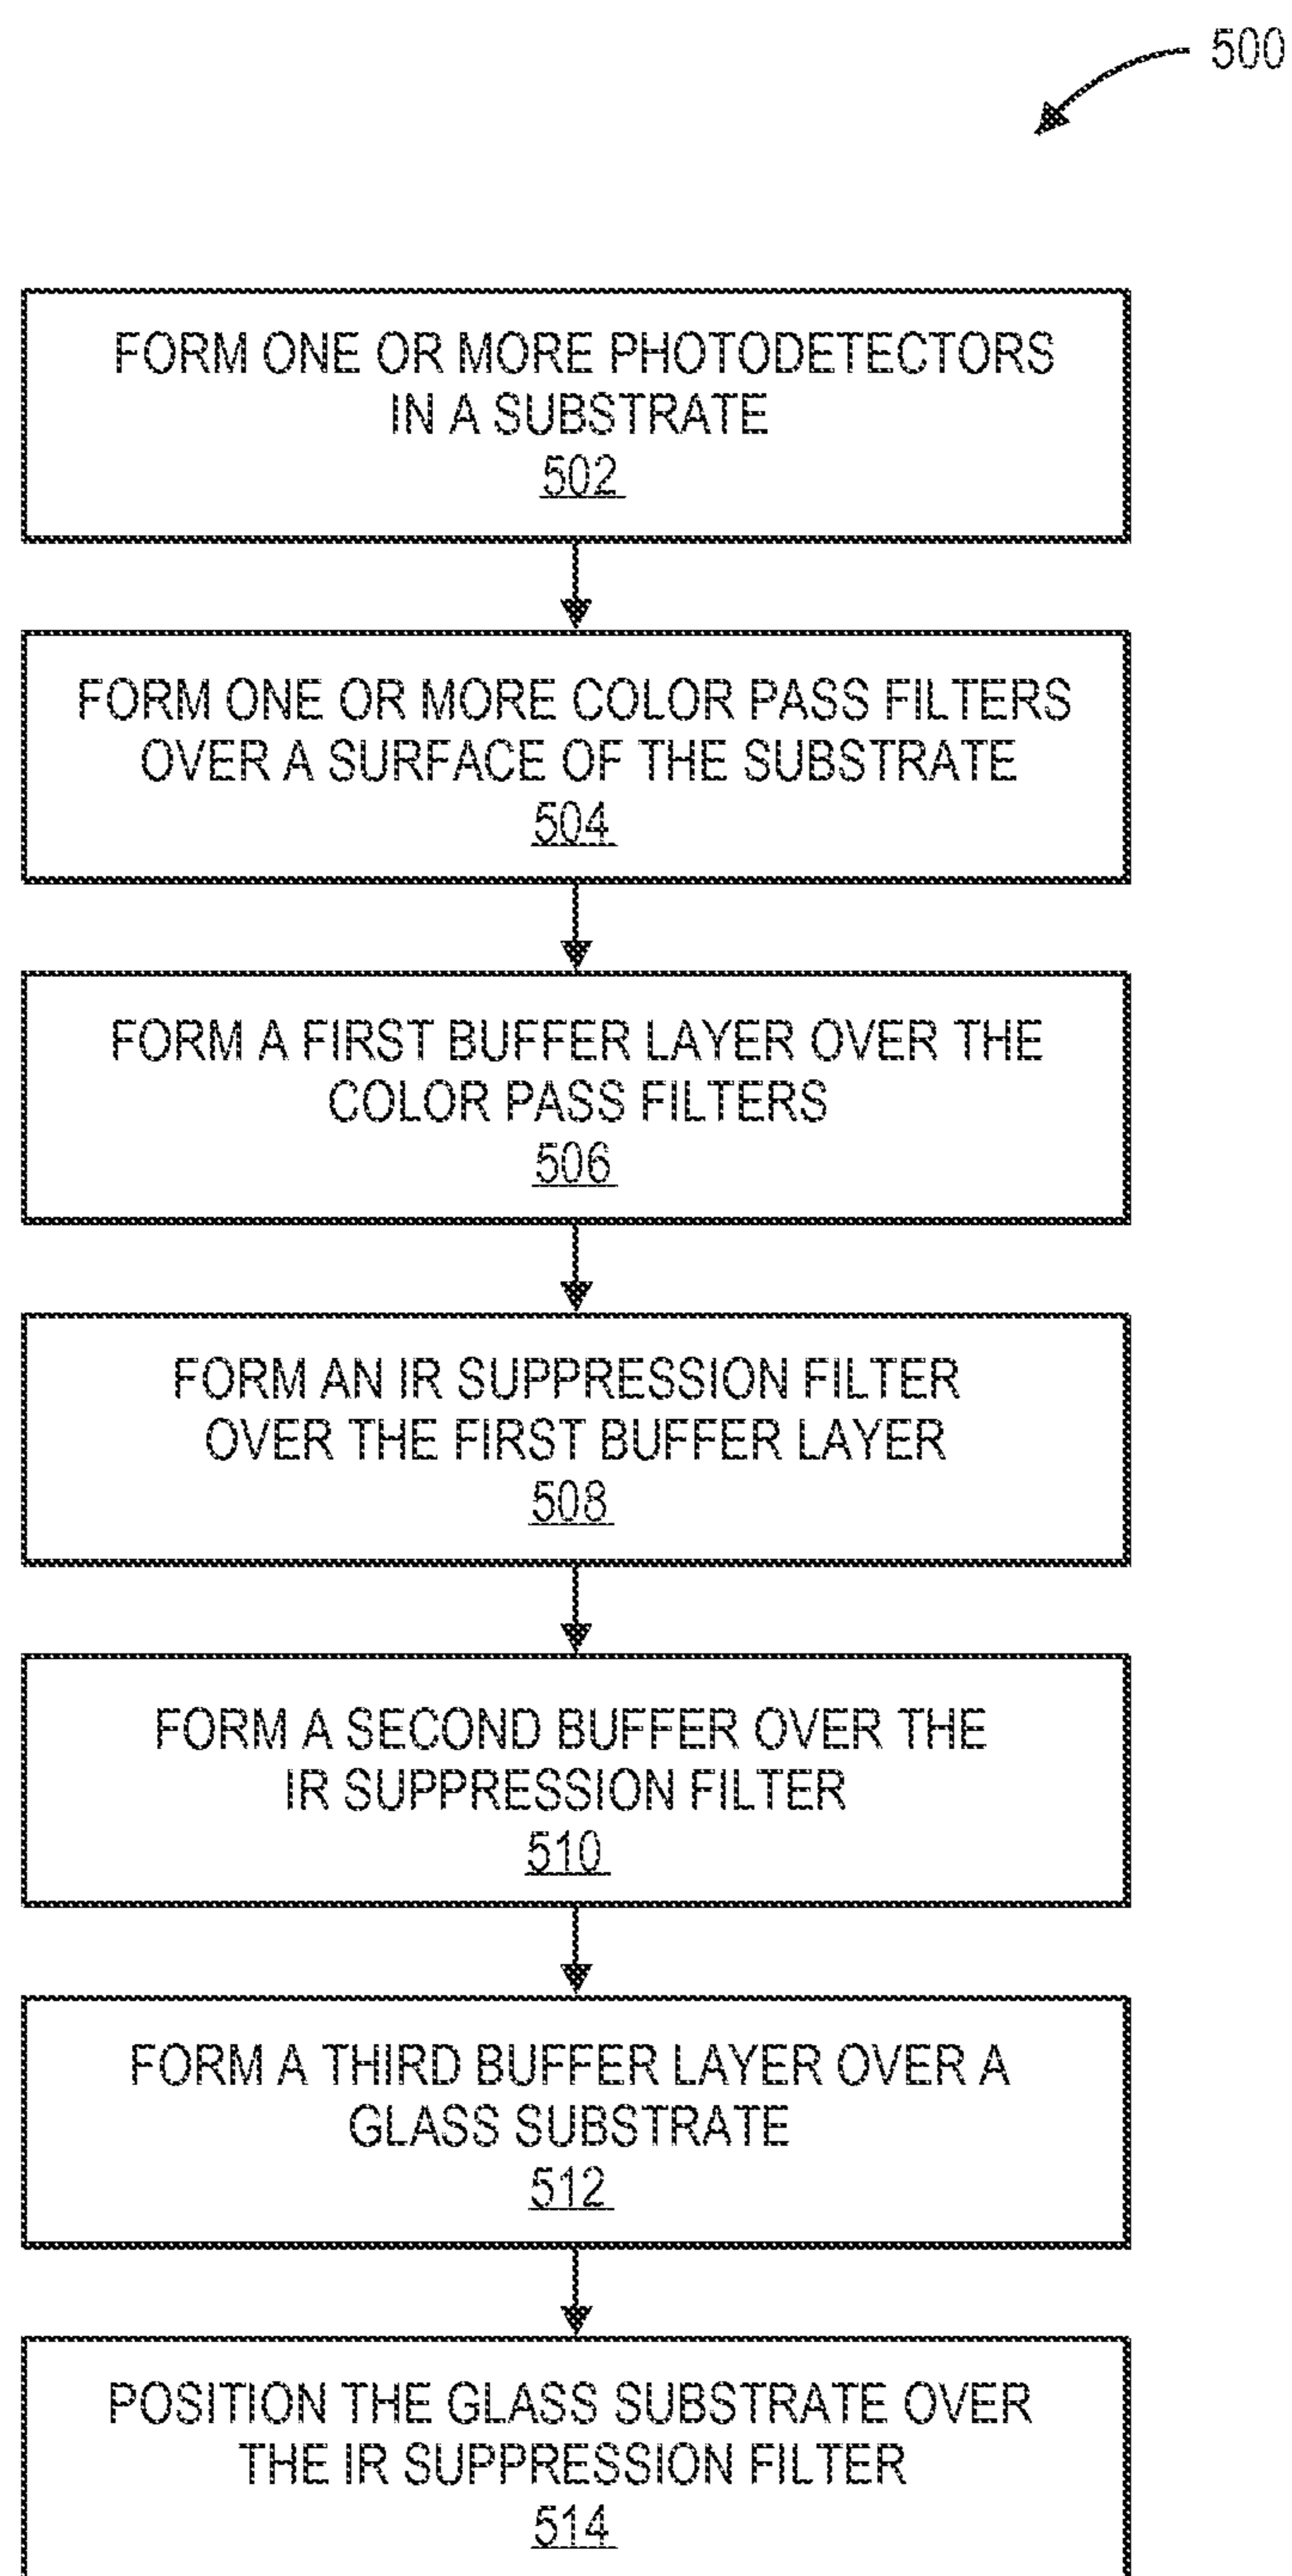 500
FORM ONE OR MORE PHOTODETECTORS
IN A SUBSTRATE
502
FORM ONE OR MORE COLOR PASS FILTERS
OVER A SURFACE OF THE SUBSTRATE
504
FORM A FIRST BUFFER LAYER OVER THE
COLOR PASS FILTERS
506
FORM AN IR SUPPRESSION FILTER
OVER THE FIRST BUFFER LAYER
508
FORM A SECOND BUFFER OVER THE
IR SUPPRESSION FILTER
510
FORM A THIRD BUFFER LAYER OVER A
GLASS SUBSTRATE
512
POSITION THE GLASS SUBSTRATE OVER
THE IR SUPPRESSION FILTER
514